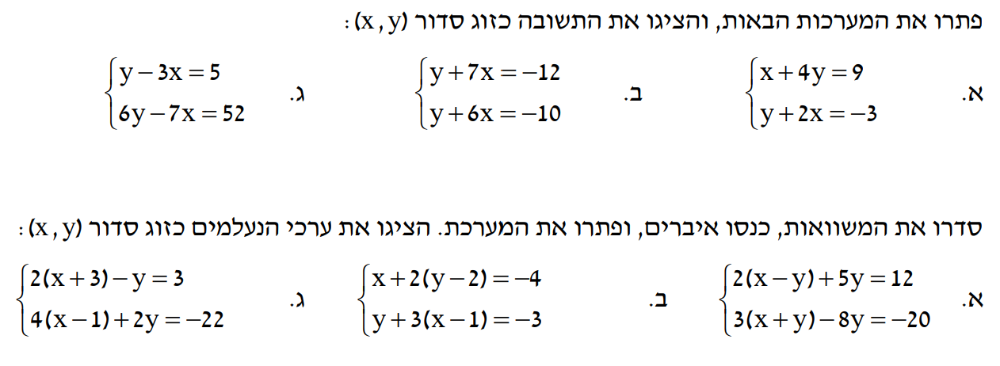 פתרו את המערכות הבאות, והציגו את התשובה כזוג סדור (x, y) :
א. { x + 4y = 9
y + 2x = −3
ב. { y + 7x = −12
y + 6x = −10
ג. { y − 3x = 5
6y − 7x = 52
סדרו את המשוואות, כנסו איברים, ופתרו את המערכת. הציגו את ערכי הנעלמים כזוג סדור (x, y) :
א. { 2(x − y) + 5y = 12
3(x + y) − 8y = −20
ב. { x + 2(y − 2) = −4
y + 3(x − 1) = −3
ג. { 2(x + 3) − y = 3
4(x − 1) + 2y = −22